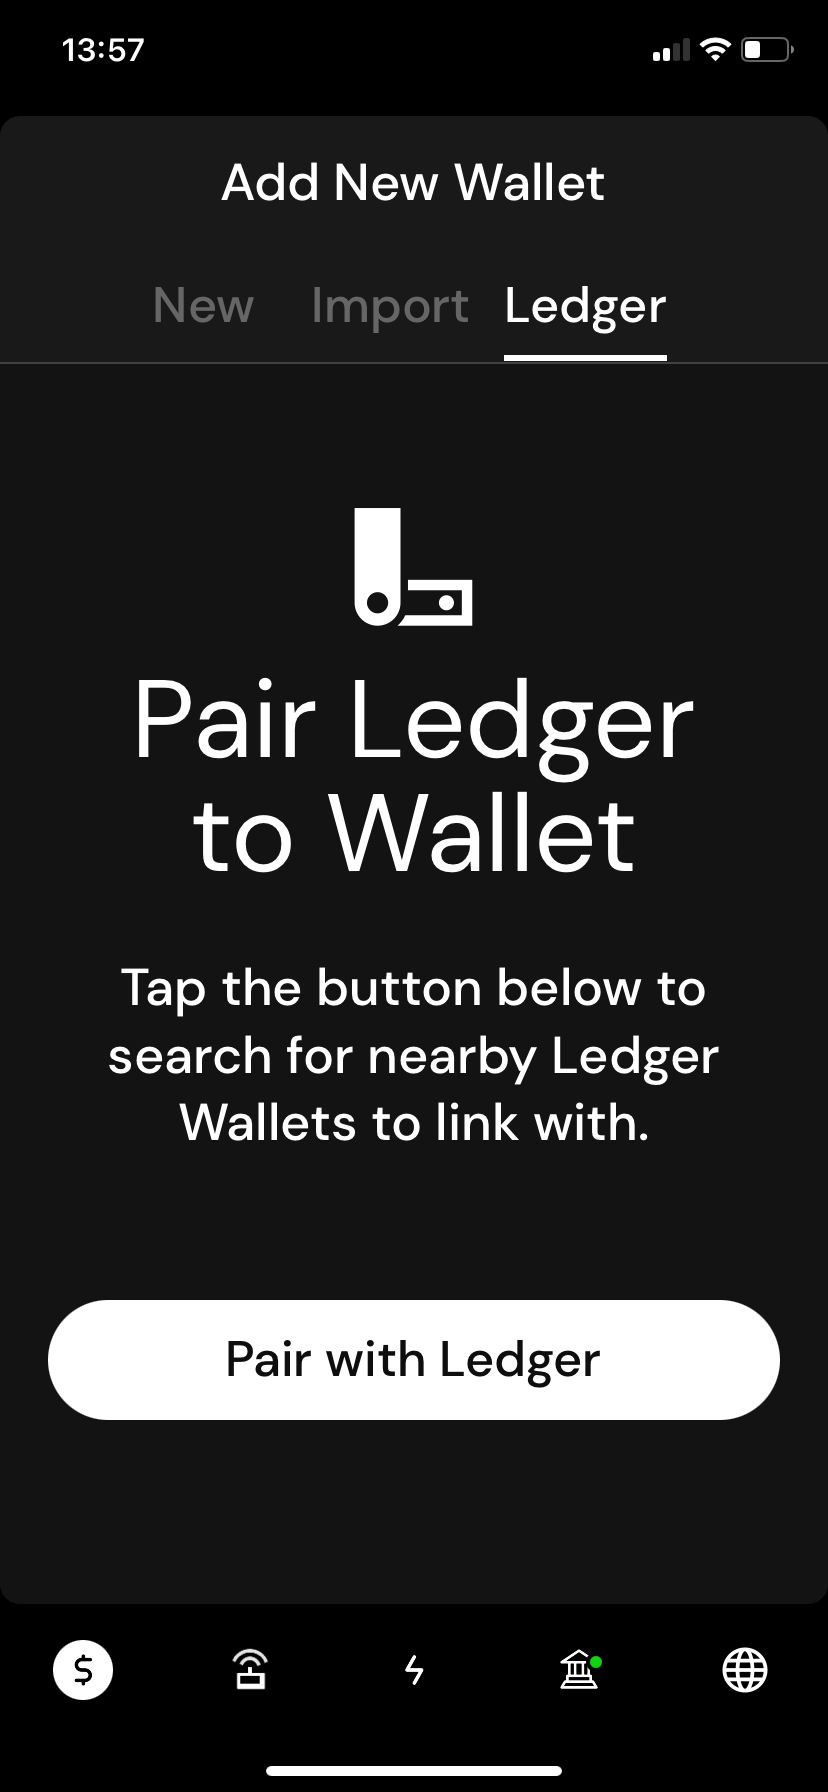 13:57
Add New Wallet
New Import Ledger
Pair Ledger
to Wallet
Tap the button below to
search for nearby Ledger
Wallets to link with.
Pair with Ledger
$